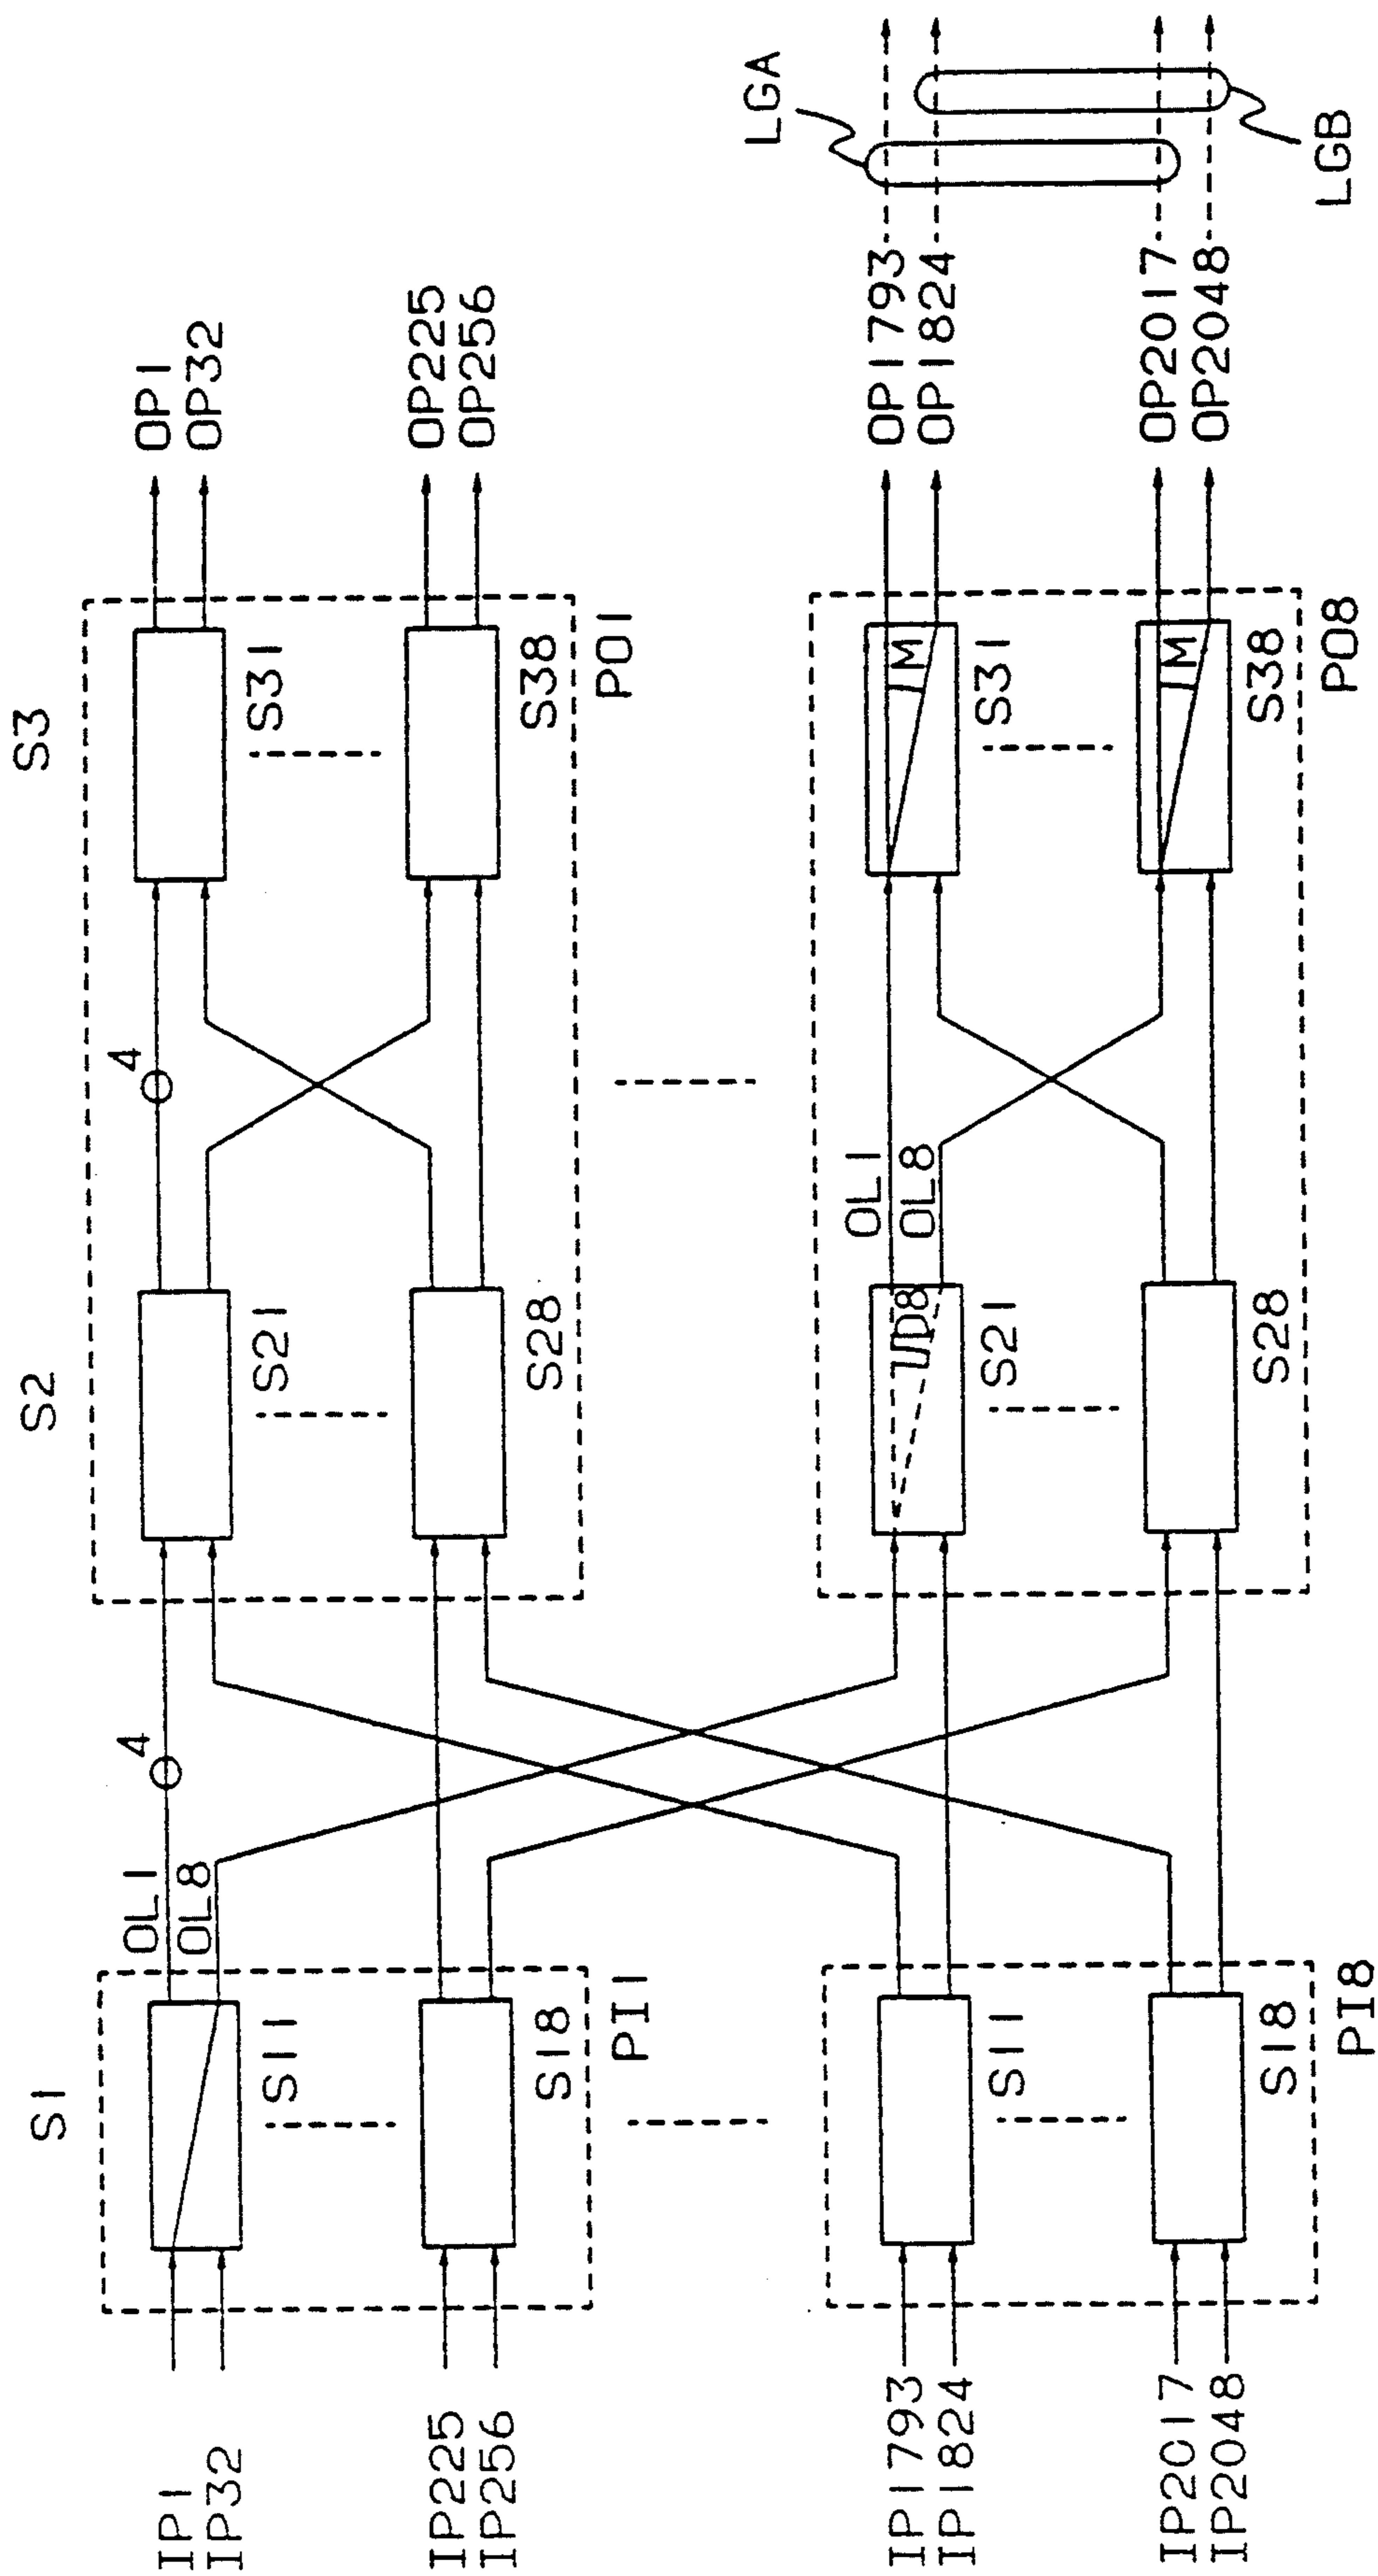 S1
S2
S3
IP1
IP32
S11
OL1
OL8
4
S21
4
S31
OP1
OP32
IP225
IP256
S18
S28
S38
OP225
OP256
PI1
PO1
IP1793
IP1824
S11
S21
OL1
OL8
M
S31
OP1793
OP1824
LGA
IP2017
IP2048
S18
S28
M
S38
OP2017
OP2048
LGB
PI8
PO8